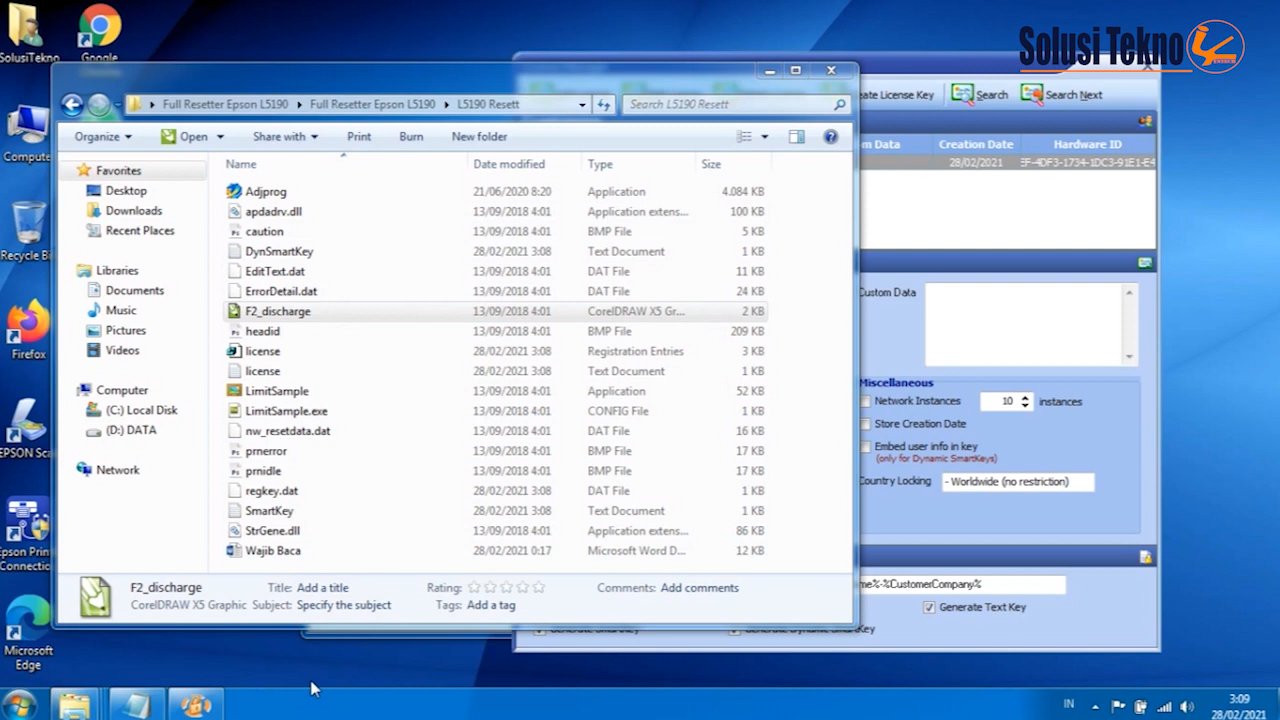 Solusi Tekno
SolusiTekno
Google
Computer
Recycle Bi
Firefox
EPSON Sca
Epson Prin
Connection
Microsoft
Edge
Full Resetter Epson L5190
Full Resetter Epson L5190
L5190 Resett
Search L5190 Resett
Organize
Open
Share with
Print
Burn
New folder
Favorites
Desktop
Downloads
Recent Places
Libraries
Documents
Music
Pictures
Videos
Computer
(C:) Local Disk
(D:) DATA
Network
Name Date modified Type Size
Adjprog 21/06/2020 8:20 Application 4.084 KB
apdadrv.dll 13/09/2018 4:01 Application extens... 100 KB
caution 13/09/2018 4:01 BMP File 5 KB
DynSmartKey 28/02/2021 3:08 Text Document 1 KB
EditText.dat 13/09/2018 4:01 DAT File 11 KB
ErrorDetail.dat 13/09/2018 4:01 DAT File 24 KB
F2_discharge 13/09/2018 4:01 CorelDRAW X5 Gr... 2 KB
headid 13/09/2018 4:01 BMP File 209 KB
license 28/02/2021 3:08 Registration Entries 3 KB
license 28/02/2021 3:08 Text Document 1 KB
LimitSample 13/09/2018 4:01 Application 52 KB
LimitSample.exe 13/09/2018 4:01 CONFIG File 1 KB
nw_resetdata.dat 13/09/2018 4:01 DAT File 16 KB
prnerror 13/09/2018 4:01 BMP File 17 KB
prnidle 13/09/2018 4:01 BMP File 17 KB
regkey.dat 28/02/2021 3:08 DAT File 1 KB
SmartKey 28/02/2021 3:08 Text Document 1 KB
StrGene.dll 13/09/2018 4:01 Application extens... 86 KB
Wajib Baca 28/02/2021 0:17 Microsoft Word D... 12 KB
F2_discharge Title: Add a title Rating: Comments: Add comments
CorelDRAW X5 Graphic Subject: Specify the subject Tags: Add a tag
ate License Key Search Search Next
m Data Creation Date Hardware ID
28/02/2021 EF-4DF3-1734-1DC3-91E1-E4
Custom Data
Miscellaneous
Network Instances 10 instances
Store Creation Date
Embed user info in key
(only for Dynamic SmartKeys)
Country Locking - Worldwide (no restriction)
me%-%CustomerCompany%
Generate Text Key
Generate SmartKey Generate Dynamic SmartKey
IN
3:09
28/02/2021